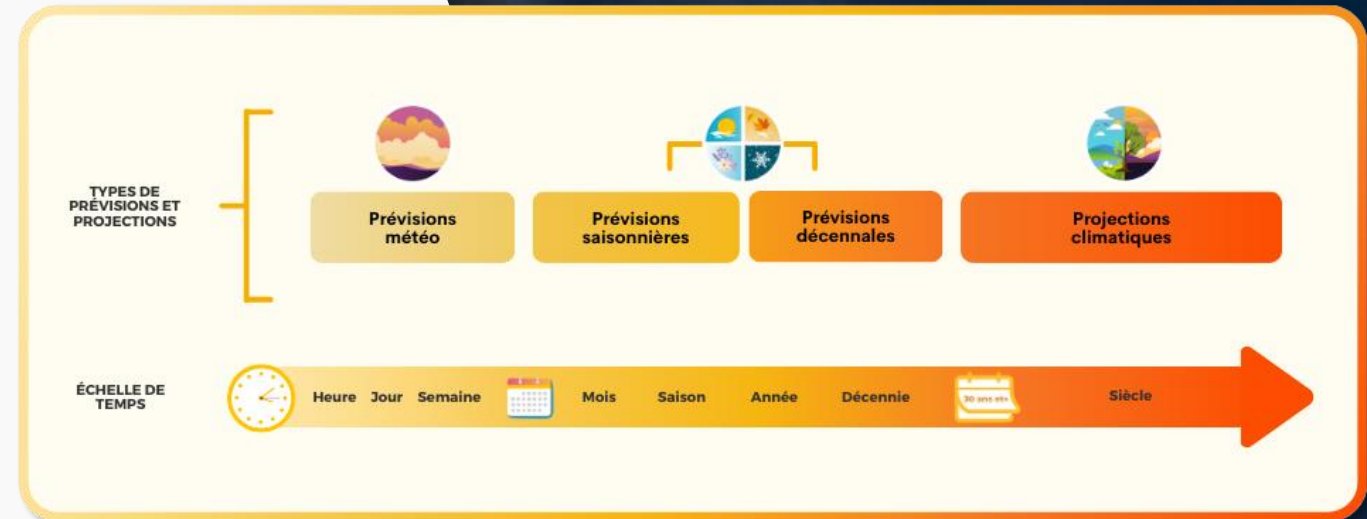 TYPES DE
PRÉVISIONS ET
PROJECTIONS
Prévisions
météo
Prévisions
saisonnières
Prévisions
décennales
Projections
climatiques
ÉCHELLE DE
TEMPS
Heure Jour Semaine Mois Saison Année Décennie 30 ans et+ Siècle